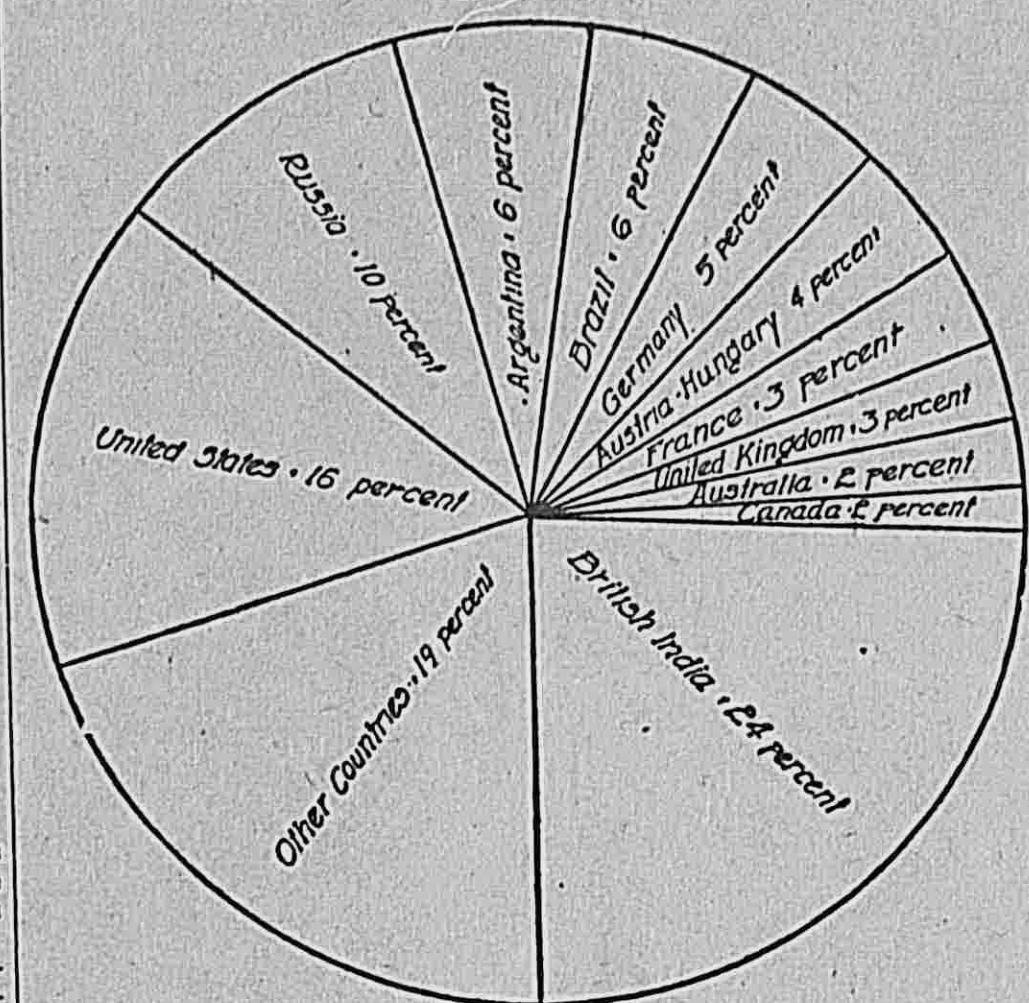 Russia · 10 percent
Argentina · 6 percent
Brazil · 6 percent
Germany 5 percent
Austria-Hungary 4 percent
France · 3 percent
United Kingdom · 3 percent
Australia · 2 percent
Canada · 2 percent
United States · 16 percent
Other Countries · 19 percent
British India · 24 percent